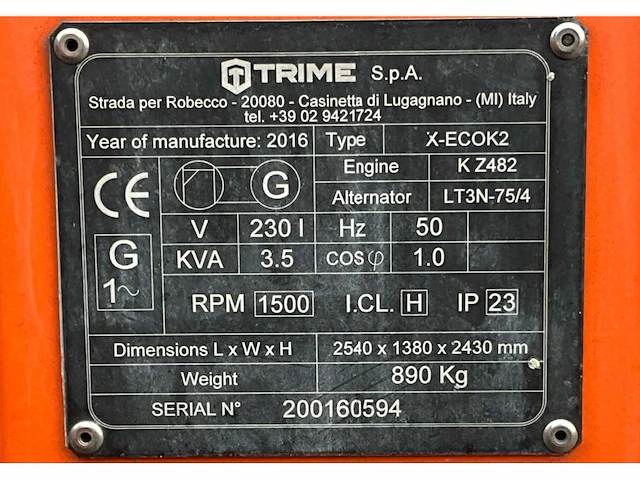 TRIME S.p.A.
Strada per Robecco - 20080 - Casinetta di Lugagnano - (MI) Italy
tel. +39 02 9421724
Year of manufacture: 2016 Type X-ECOK2
Engine K Z482
Alternator LT3N-75/4
CE G
V 230 I Hz 50
G KVA 3.5 COSφ 1.0
1~
RPM 1500 I.CL. H IP 23
Dimensions L x W x H 2540 x 1380 x 2430 mm
Weight 890 Kg
SERIAL N° 200160594